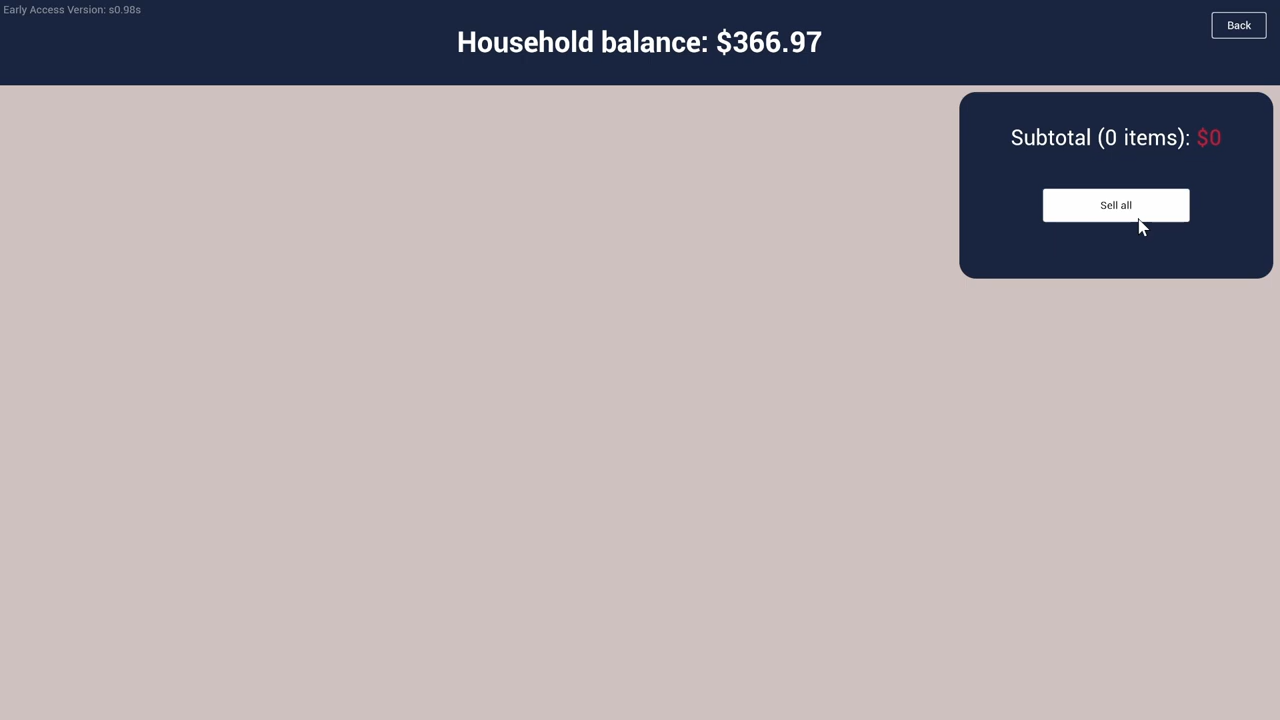 Early Access Version: s0.98s
Household balance: $366.97
Back
Subtotal (0 items): $0
Sell all